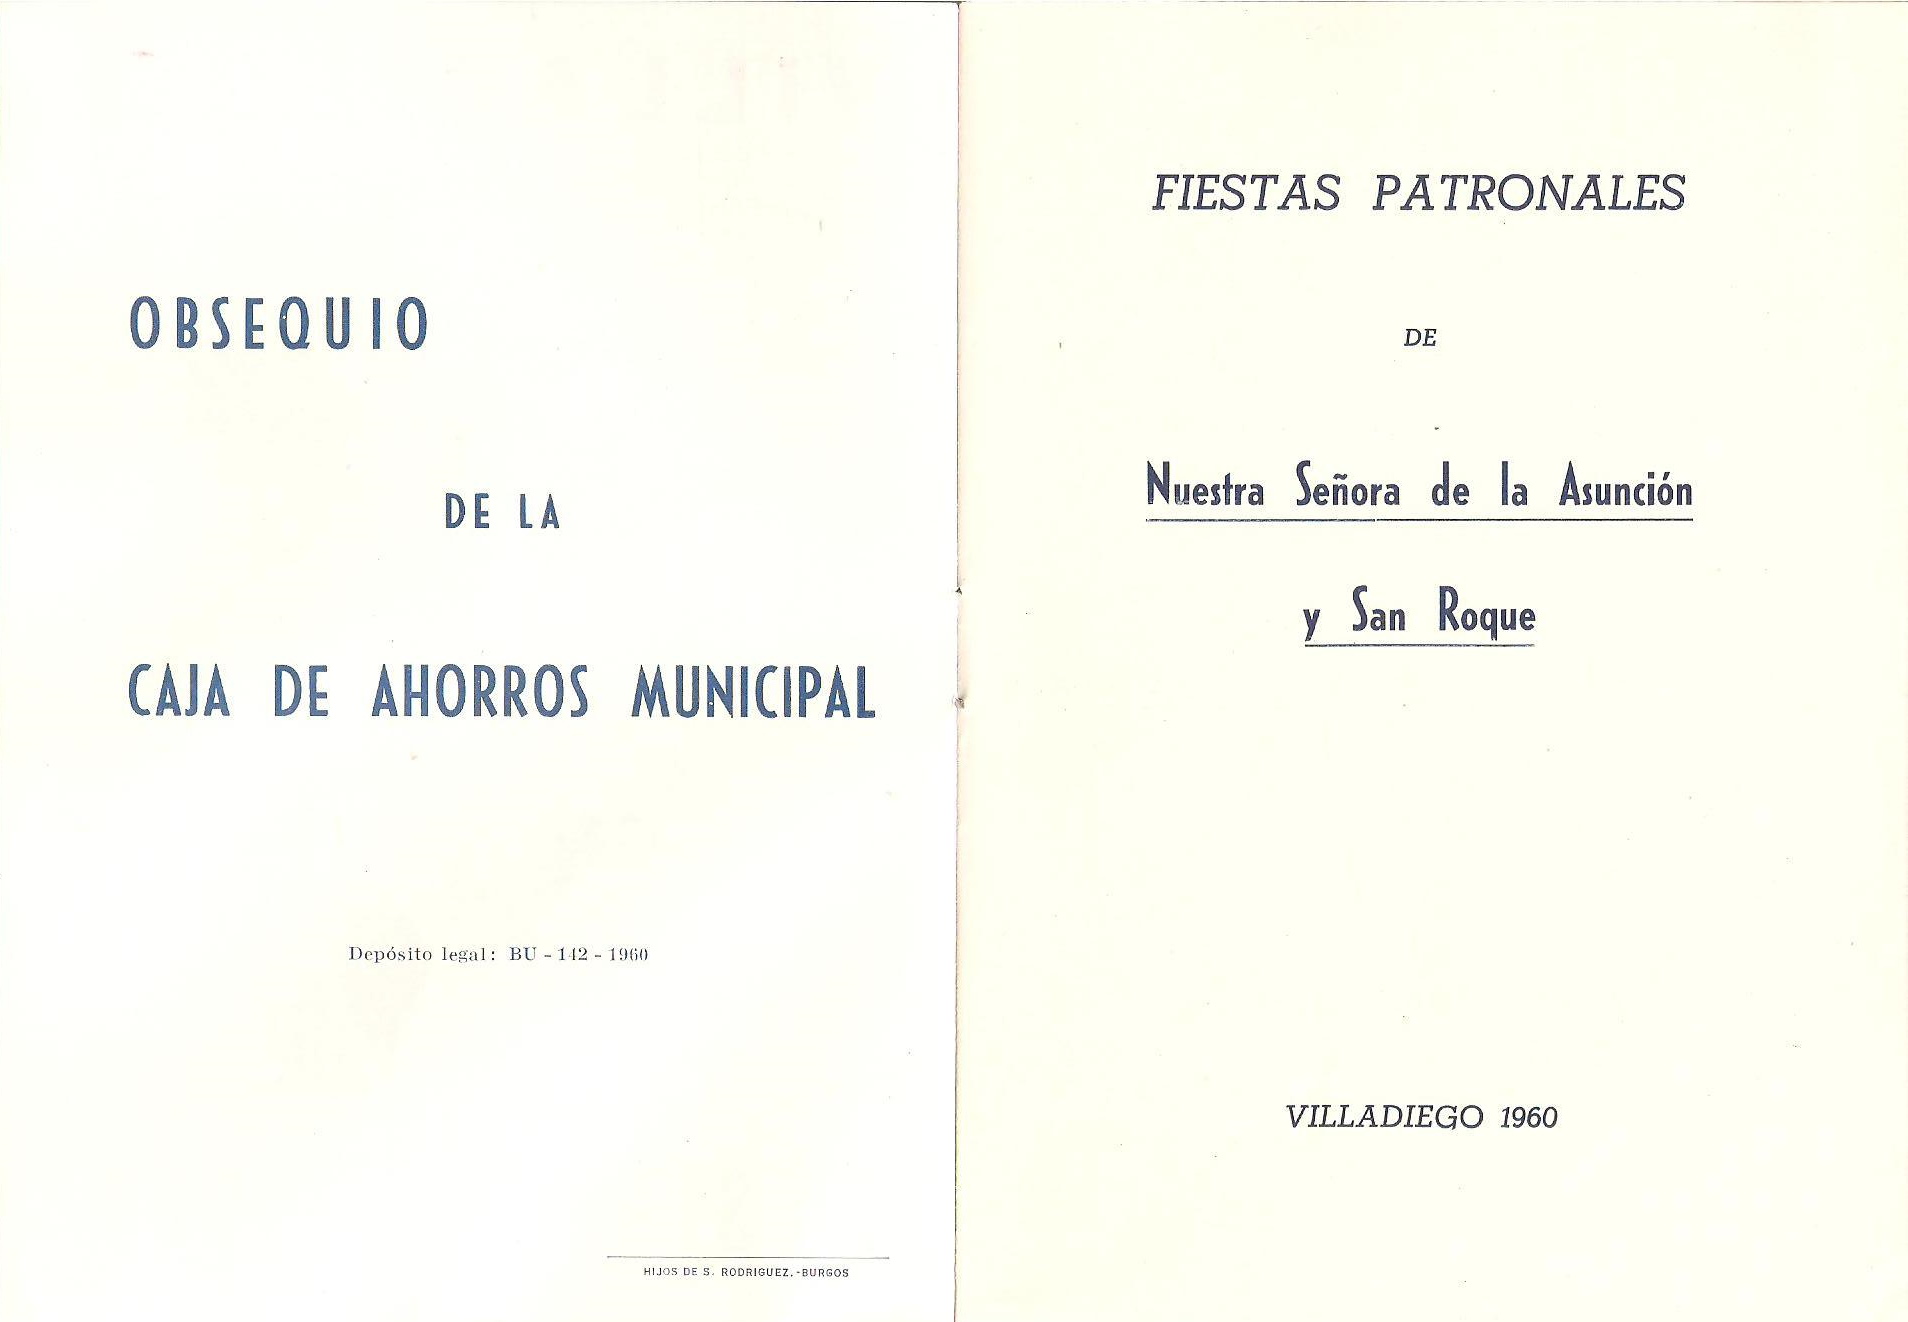 OBSEQUIO
DE LA
CAJA DE AHORROS MUNICIPAL
Depósito legal: BU - 142 - 1960
HIJOS DE S. RODRIGUEZ.-BURGOS
FIESTAS PATRONALES
DE
Nuestra Señora de la Asunción
y San Roque
VILLADIEGO 1960